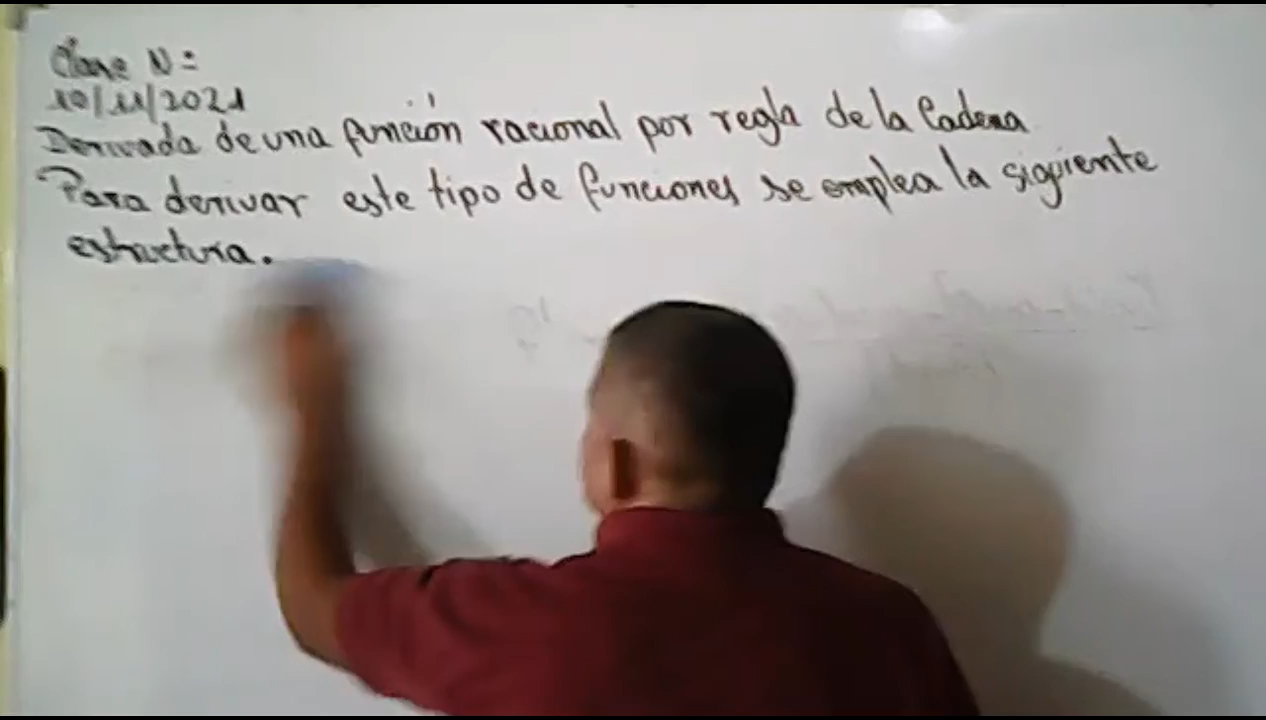 Clase N:
10/11/2021
Derivada de una función racional por regla de la Cadena
Para derivar este tipo de funciones se emplea la siguiente
estructura.